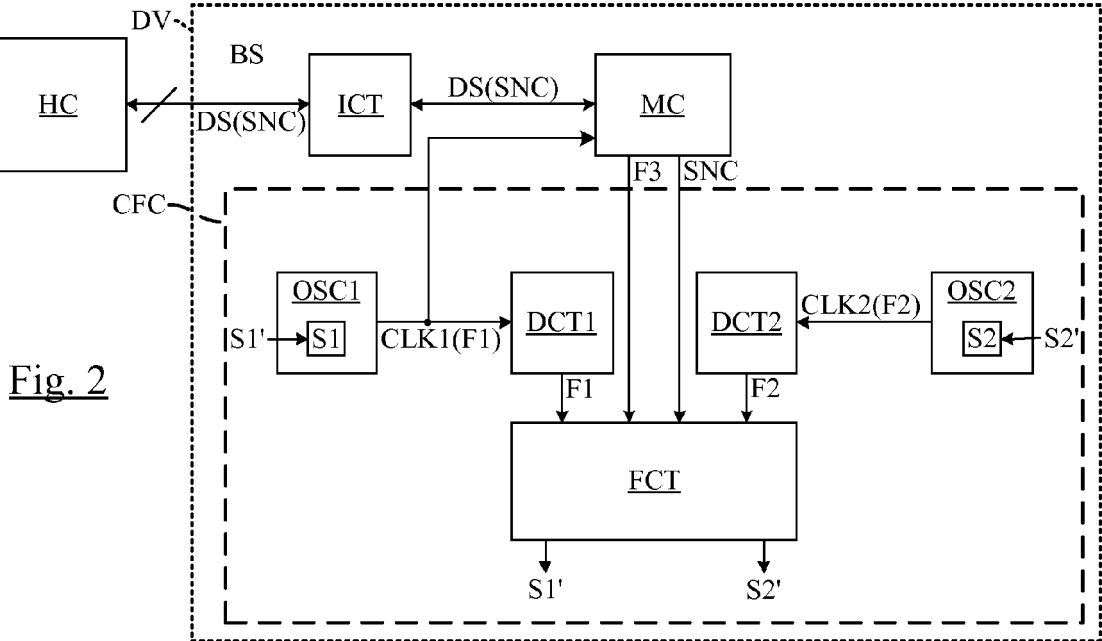 DV
BS
HC
ICT
DS(SNC)
MC
DS(SNC)
F3
SNC
CFC
OSC1
S1'
S1
CLK1(F1)
DCT1
DCT2
CLK2(F2)
OSC2
S2
S2'
Fig. 2
F1
F2
FCT
S1'
S2'